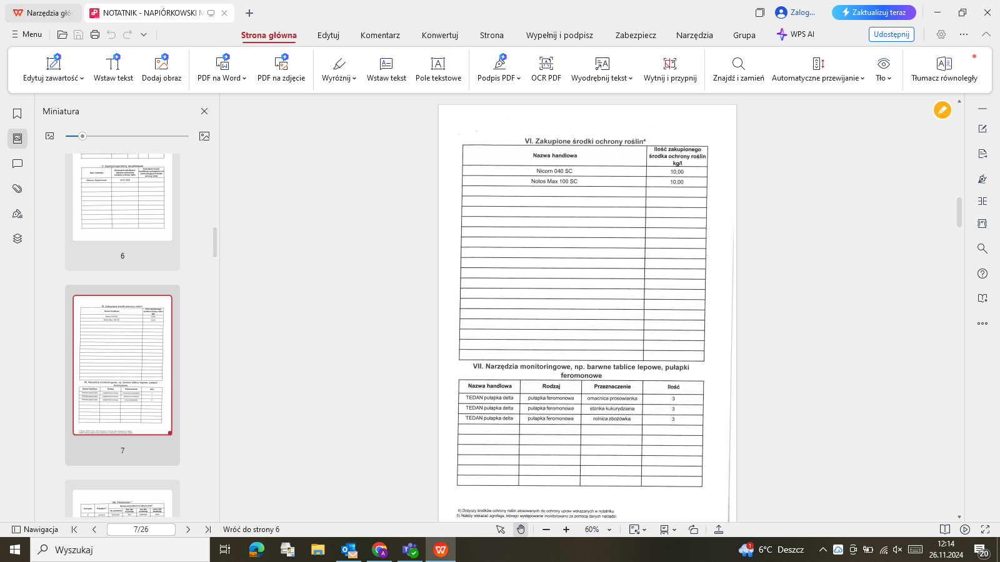 Narzędzia głów
NOTATNIK - NAPIÓRKOWSKI M
Zalog...
Zaktualizuj teraz
Menu
Strona główna
Edytuj
Komentarz
Konwertuj
Strona
Wypełnij i podpisz
Zabezpiecz
Narzędzia
Grupa
WPS AI
Udostępnij
Edytuj zawartość
Wstaw tekst
Dodaj obraz
PDF na Word
PDF na zdjęcie
Wyróżnij
Wstaw tekst
Pole tekstowe
Podpis PDF
OCR PDF
Wyodrębnij tekst
Wytnij i przypnij
Znajdź i zamień
Automatyczne przewijanie
Tło
Tłumacz równoległy
Miniatura
6
7
VI. Zakupione środki ochrony roślin⁴
Nazwa handlowa
Ilość zakupionego
środka ochrony roślin
kg/l
Nicorn 040 SC 10,00
Notos Max 100 SC 10,00
VII. Narzędzia monitoringowe, np. barwne tablice lepowe, pułapki
feromonowe
Nazwa handlowa Rodzaj Przeznaczenie Ilość
TEDAN pułapka delta pułapka feromonowa omacnica prosowianka 3
TEDAN pułapka delta pułapka feromonowa stonka kukurydziana 3
TEDAN pułapka delta pułapka feromonowa rolnica zbożówka 3
4) Dotyczy środków ochrony roślin stosowanych do ochrony upraw wskazanych w notatniku.
5) Należy wskazać agrofaga, którego występowanie monitorowano za pomocą danych narzędzi.
Nawigacja
7/26
Wróć do strony 6
60%
Wyszukaj
1
6°C Deszcz
12:14
26.11.2024
20